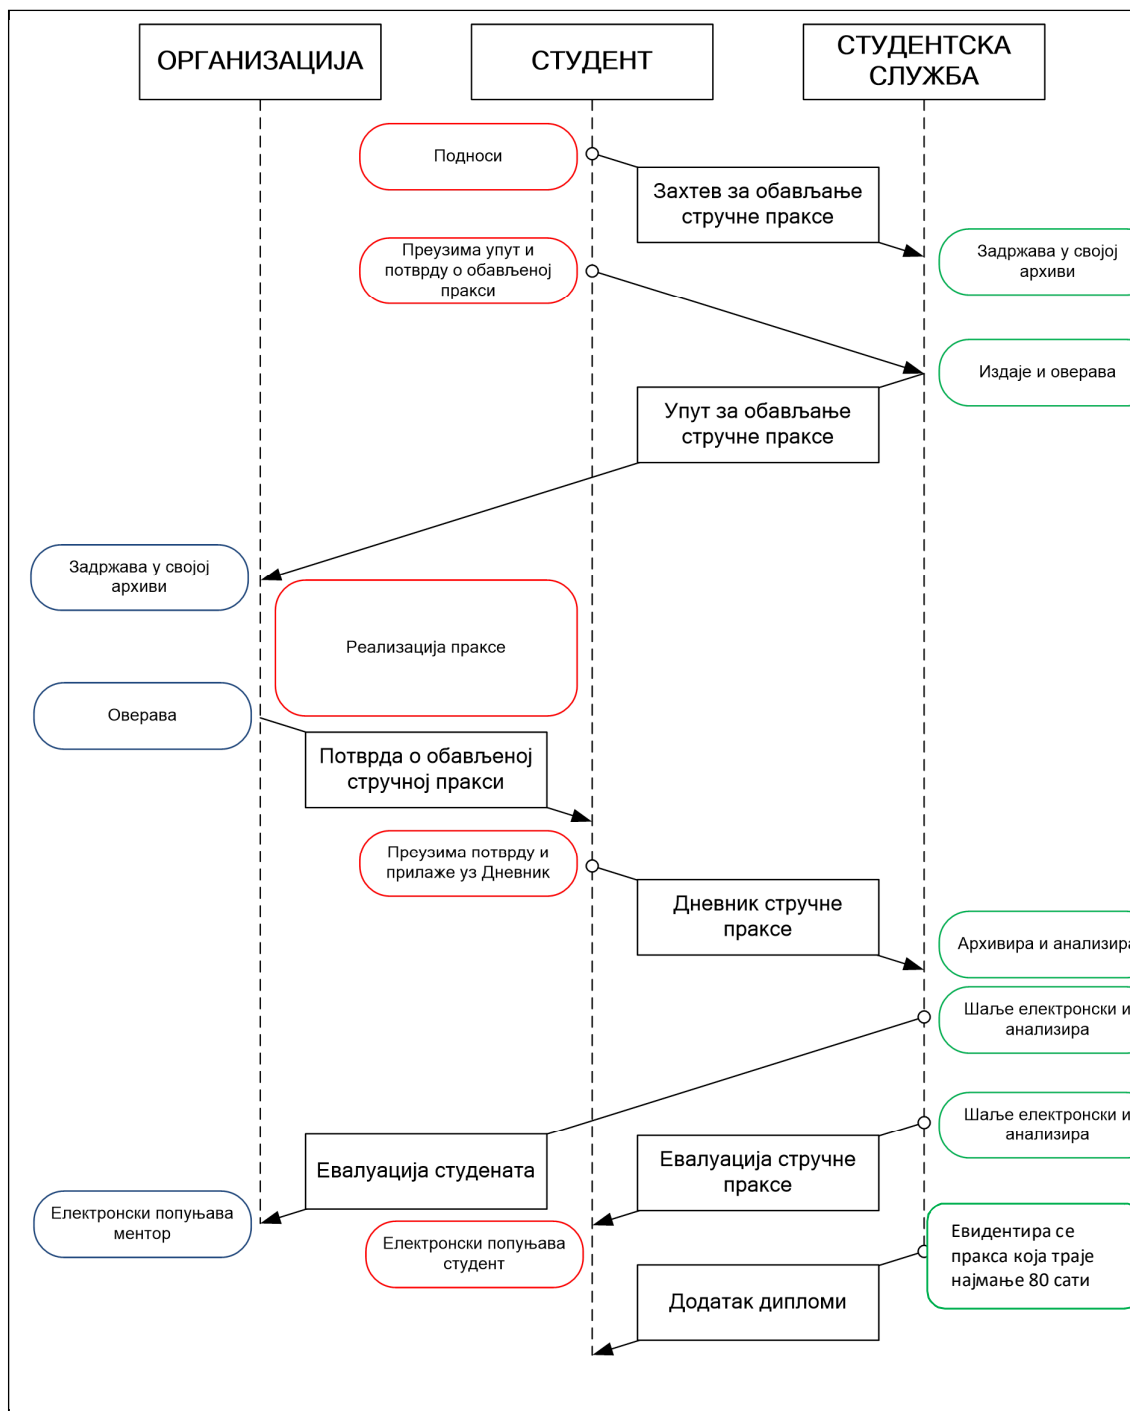 ОРГАНИЗАЦИЈА
СТУДЕНТ
СТУДЕНТСКА
СЛУЖБА
Подноси
Захтев за обављање
стручне праксе
Преузима упут и
потврду о обављеној
пракси
Задржава у својој
архиви
Издаје и оверава
Упут за обављање
стручне праксе
Задржава у својој
архиви
Реализација праксе
Оверава
Потврда о обављеној
стручној пракси
Преузима потврду и
прилаже уз Дневник
Дневник стручне
праксе
Архивира и анализира
Шаље електронски и
анализира
Шаље електронски и
анализира
Евалуација студената
Евалуација стручне
праксе
Електронски попуњава
ментор
Електронски попуњава
студент
Евидентира се
пракса која траје
најмање 80 сати
Додатак дипломи